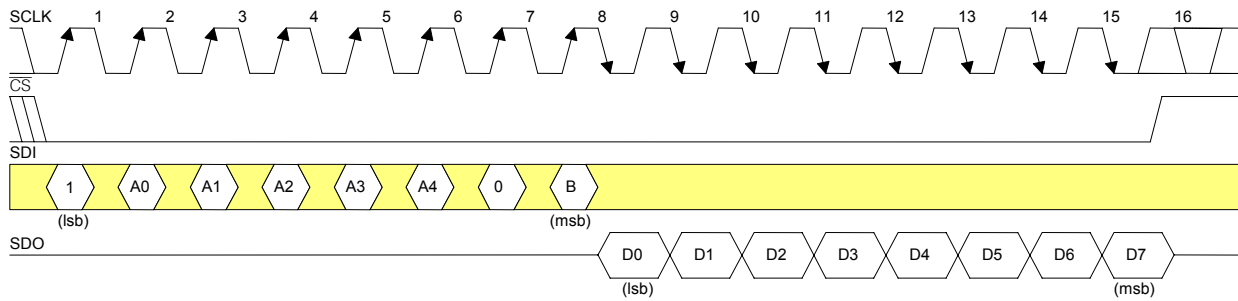 SCLK 1 2 3 4 5 6 7 8 9 10 11 12 13 14 15 16
CS
SDI
1 A0 A1 A2 A3 A4 0 B
(lsb) (msb)
SDO
D0 D1 D2 D3 D4 D5 D6 D7
(lsb) (msb)